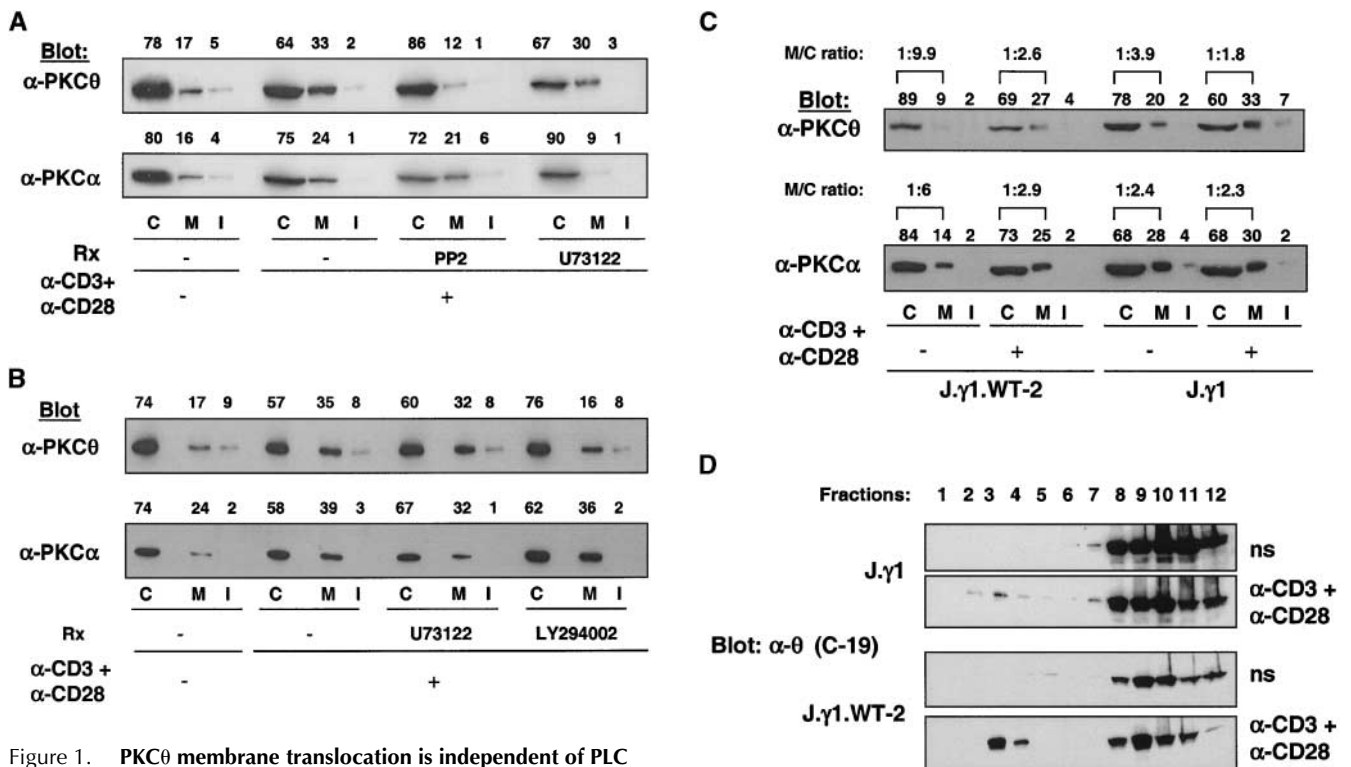 A
78 17 5 64 33 2 86 12 1 67 30 3
Blot:
α-PKCθ
80 16 4 75 24 1 72 21 6 90 9 1
α-PKCα
C M I C M I C M I C M I
Rx - - PP2 U73122
α-CD3+
α-CD28 - +
B
74 17 9 57 35 8 60 32 8 76 16 8
Blot
α-PKCθ
74 24 2 58 39 3 67 32 1 62 36 2
α-PKCα
C M I C M I C M I C M I
Rx - - U73122 LY294002
α-CD3 +
α-CD28 - +
Figure 1. PKCθ membrane translocation is independent of PLC
C
M/C ratio: 1:9.9 1:2.6 1:3.9 1:1.8
Blot: 89 9 2 69 27 4 78 20 2 60 33 7
α-PKCθ
M/C ratio: 1:6 1:2.9 1:2.4 1:2.3
84 14 2 73 25 2 68 28 4 68 30 2
α-PKCα
C M I C M I C M I C M I
α-CD3 +
α-CD28 - + - +
J.γ1.WT-2 J.γ1
D
Fractions: 1 2 3 4 5 6 7 8 9 10 11 12
ns
J.γ1
α-CD3 +
α-CD28
Blot: α-θ (C-19)
ns
J.γ1.WT-2
α-CD3 +
α-CD28